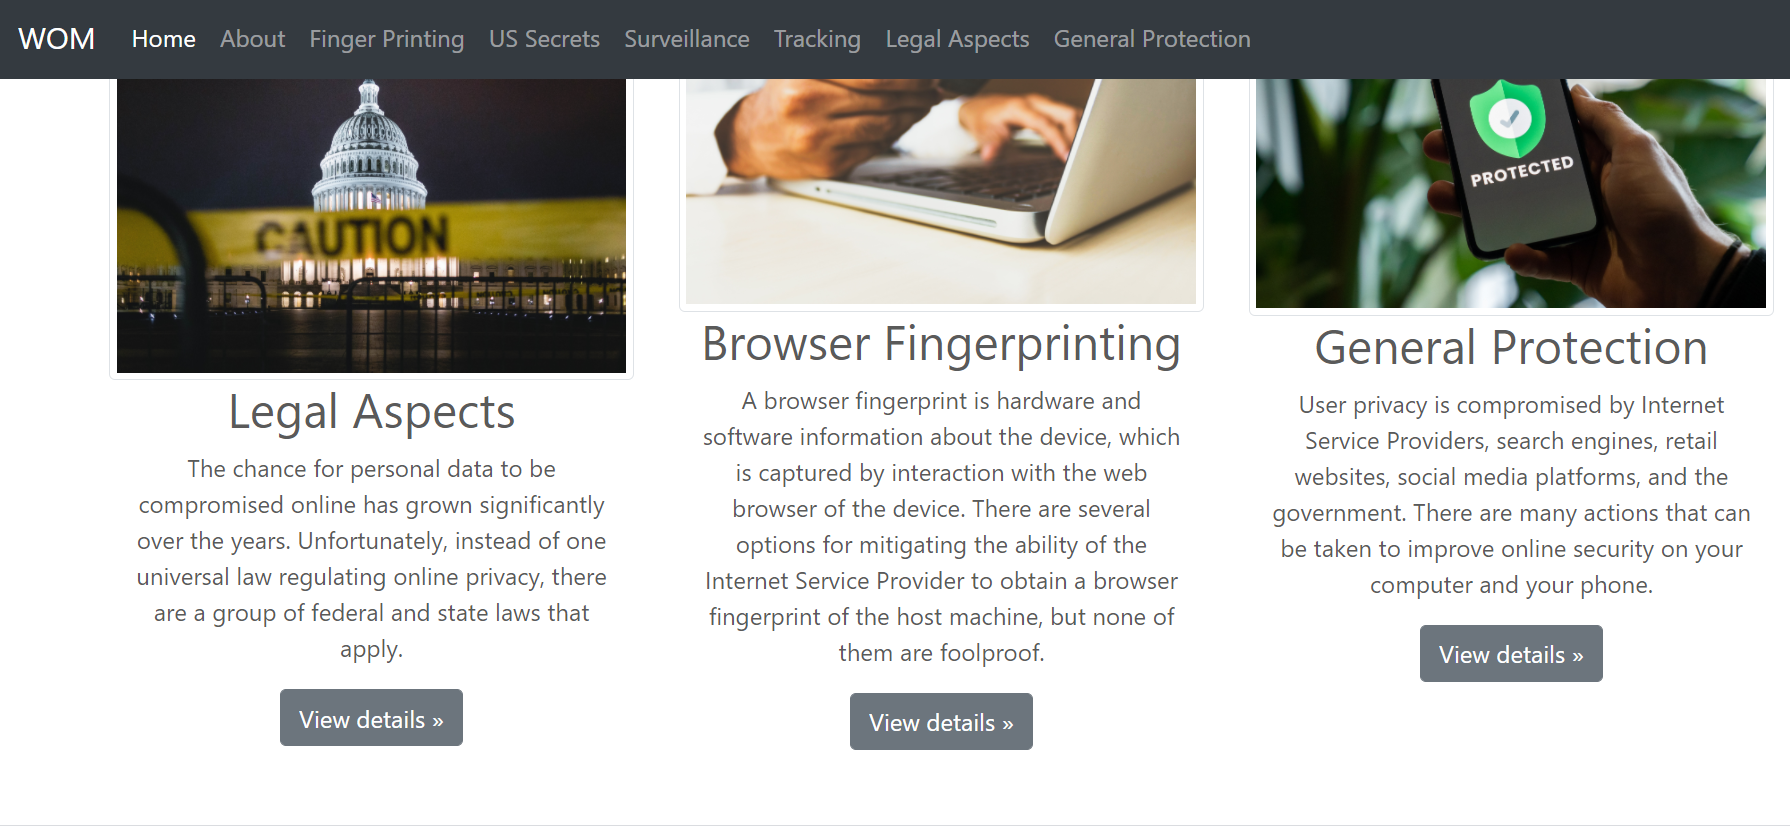 WOM Home About Finger Printing US Secrets Surveillance Tracking Legal Aspects General Protection
CAUTION
Legal Aspects
The chance for personal data to be
compromised online has grown significantly
over the years. Unfortunately, instead of one
universal law regulating online privacy, there
are a group of federal and state laws that
apply.
View details »
Browser Fingerprinting
A browser fingerprint is hardware and
software information about the device, which
is captured by interaction with the web
browser of the device. There are several
options for mitigating the ability of the
Internet Service Provider to obtain a browser
fingerprint of the host machine, but none of
them are foolproof.
View details »
PROTECTED
General Protection
User privacy is compromised by Internet
Service Providers, search engines, retail
websites, social media platforms, and the
government. There are many actions that can
be taken to improve online security on your
computer and your phone.
View details »